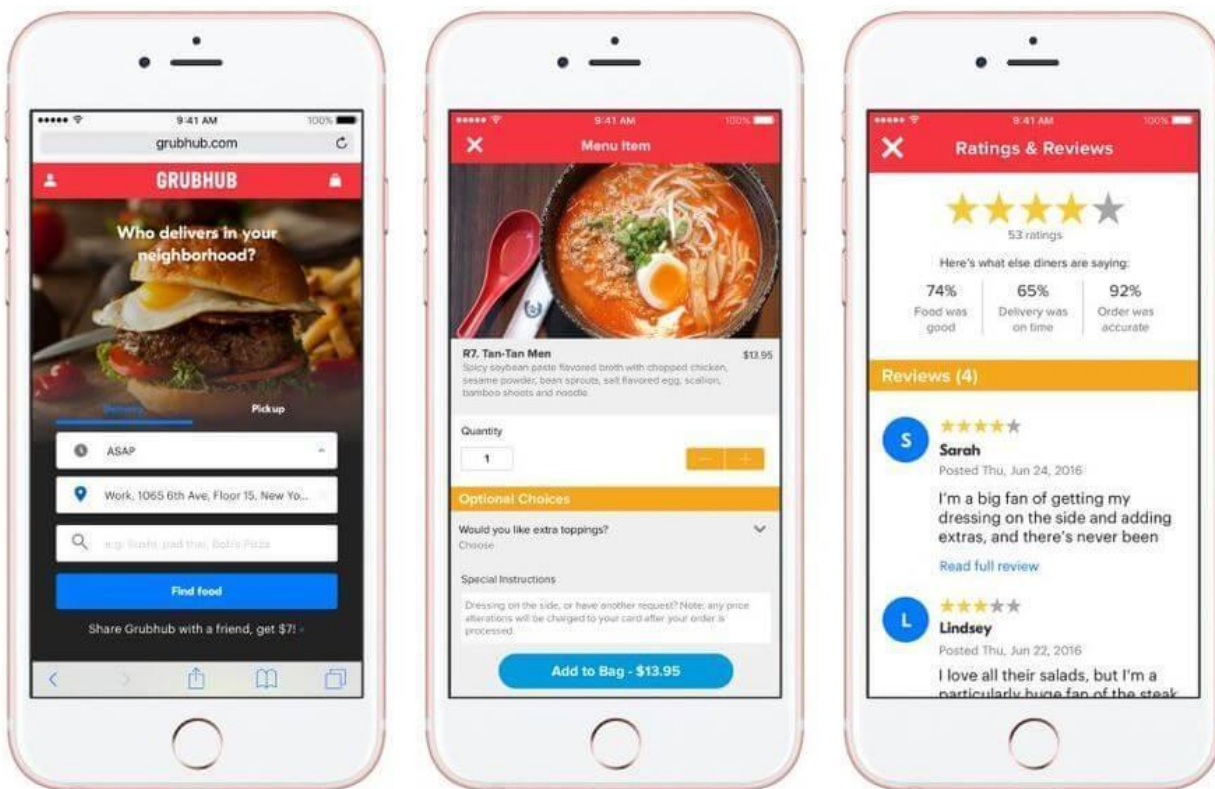 9:41 AM
100%
grubhub.com
GRUBHUB
Who delivers in your
neighborhood?
Delivery
Pickup
ASAP
Work, 1065 6th Ave, Floor 15, New Yo...
e.g. Sushi, pad thai, Bob's Pizza
Find food
Share Grubhub with a friend, get $7!
9:41 AM
100%
Menu Item
R7. Tan-Tan Men
$13.95
Spicy soybean paste flavored broth with chopped chicken,
sesame powder, bean sprouts, salt flavored egg, scallion,
bamboo shoots and noodle.
Quantity
1
Optional Choices
Would you like extra toppings?
Choose
Special Instructions
Dressing on the side, or have another request? Note: any price
alterations will be charged to your card after your order is
processed.
Add to Bag - $13.95
9:41 AM
100%
Ratings & Reviews
53 ratings
Here's what else diners are saying:
74%
Food was
good
65%
Delivery was
on time
92%
Order was
accurate
Reviews (4)
S
Sarah
Posted Thu, Jun 24, 2016
I'm a big fan of getting my
dressing on the side and adding
extras, and there's never been
Read full review
L
Lindsey
Posted Thu, Jun 22, 2016
I love all their salads, but I'm a
particularly huge fan of the steak